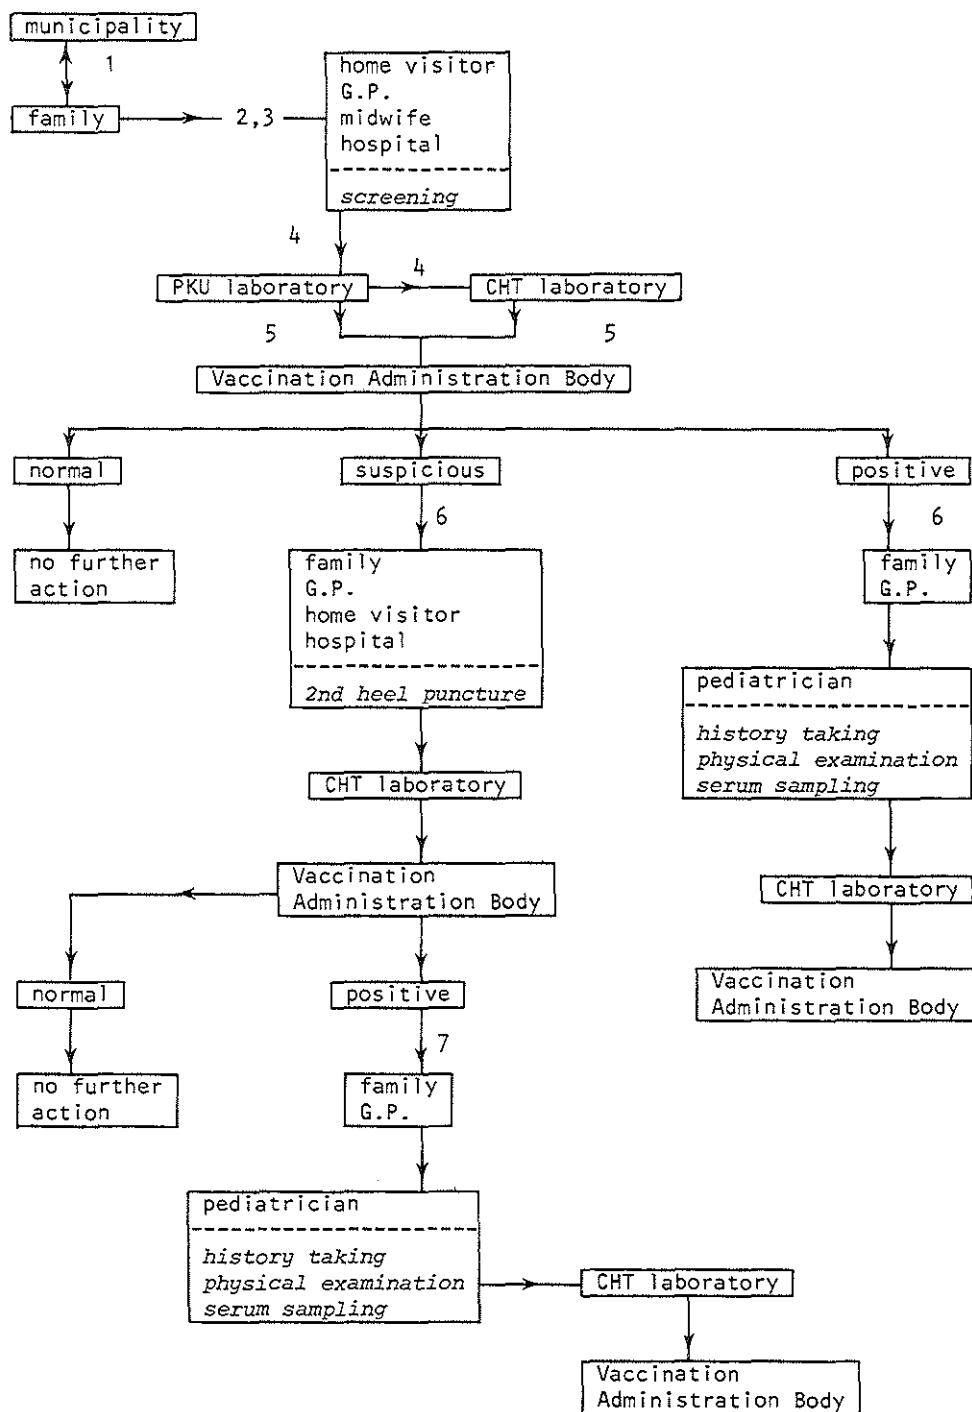 municipality
1
family
2,3
home visitor
G.P.
midwife
hospital
screening
4
PKU laboratory
4
CHT laboratory
5
5
Vaccination Administration Body
normal
suspicious
positive
6
6
no further
action
family
G.P.
home visitor
hospital
2nd heel puncture
family
G.P.
pediatrician
history taking
physical examination
serum sampling
CHT laboratory
CHT laboratory
Vaccination
Administration Body
Vaccination
Administration Body
normal
positive
7
no further
action
family
G.P.
pediatrician
history taking
physical examination
serum sampling
CHT laboratory
Vaccination
Administration Body